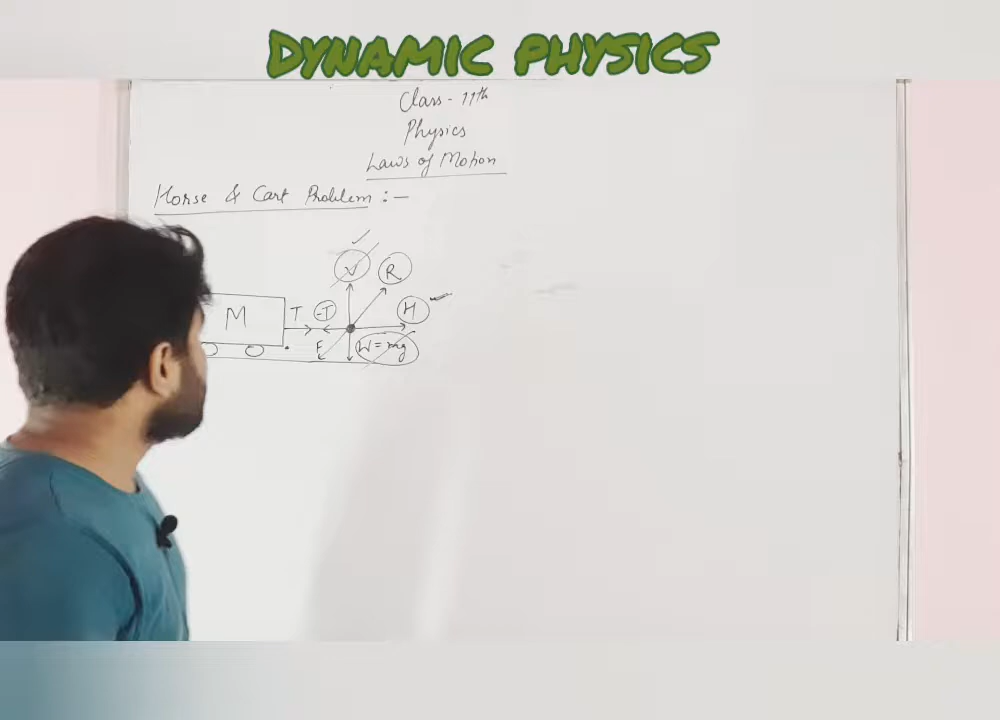 DYNAMIC PHYSICS
Class - 11th
Physics
Laws of Motion
Horse & Cart Problem :-
V R
M T -T H
F W = mg